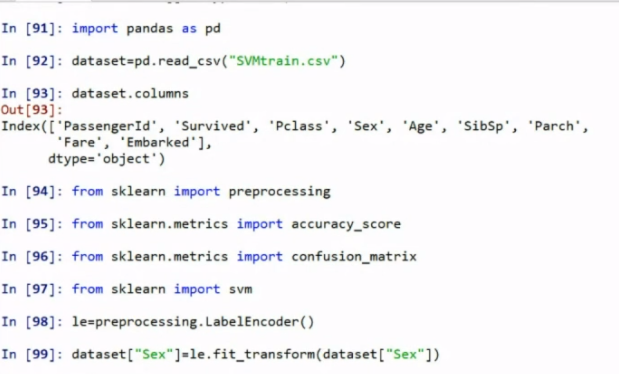 In [91]: import pandas as pd
In [92]: dataset=pd.read_csv("SVMtrain.csv")
In [93]: dataset.columns
Out[93]:
Index(['PassengerId', 'Survived', 'Pclass', 'Sex', 'Age', 'SibSp', 'Parch',
'Fare', 'Embarked'],
dtype='object')
In [94]: from sklearn import preprocessing
In [95]: from sklearn.metrics import accuracy_score
In [96]: from sklearn.metrics import confusion_matrix
In [97]: from sklearn import svm
In [98]: le=preprocessing.LabelEncoder()
In [99]: dataset["Sex"]=le.fit_transform(dataset["Sex"])